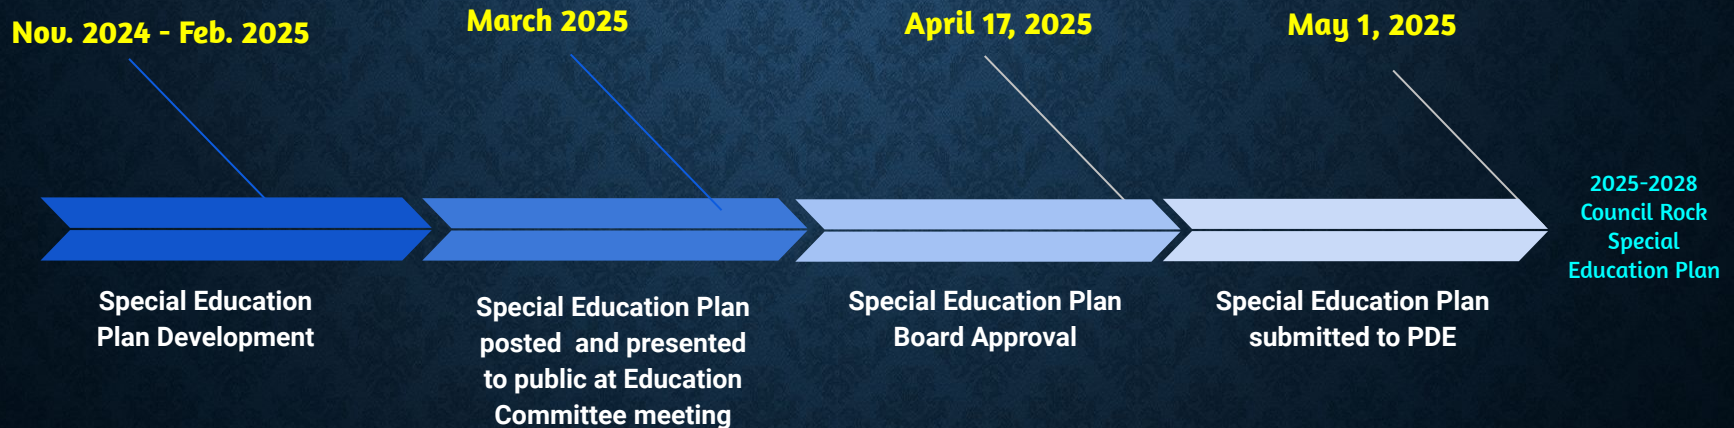 Nov. 2024 - Feb. 2025
March 2025
April 17, 2025
May 1, 2025
2025-2028
Council Rock
Special
Education Plan
Special Education
Plan Development
Special Education Plan
posted  and presented
to public at Education
Committee meeting
Special Education Plan
Board Approval
Special Education Plan
submitted to PDE